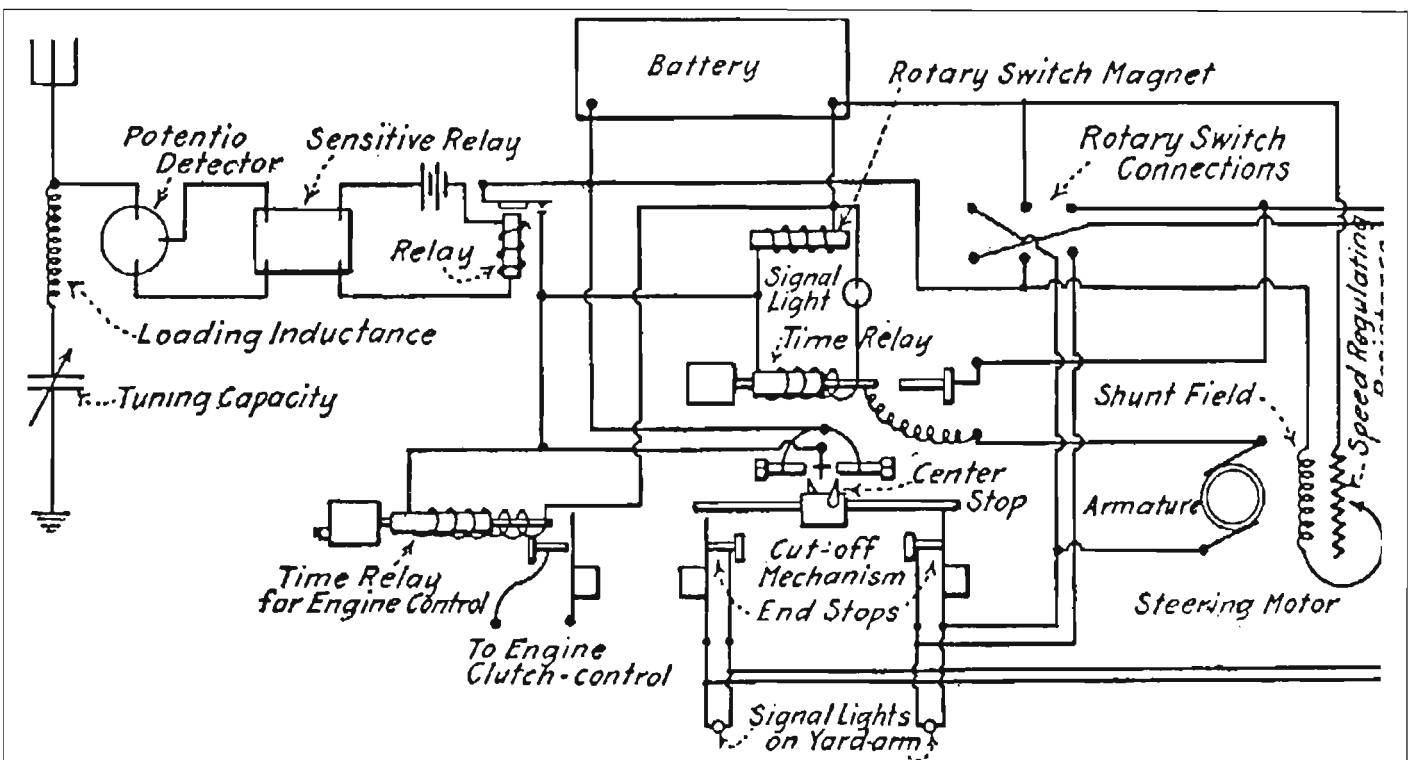 Battery
Rotary Switch Magnet
Potentio
Detector
Sensitive Relay
Rotary Switch
Connections
Relay
Signal
Light
Loading Inductance
Time Relay
Tuning Capacity
Shunt Field
Speed Regulating
Center
Stop
Armature
Cut-off
Mechanism
End Stops
Time Relay
for Engine Control
Steering Motor
To Engine
Clutch-control
Signal Lights
on Yard-arm